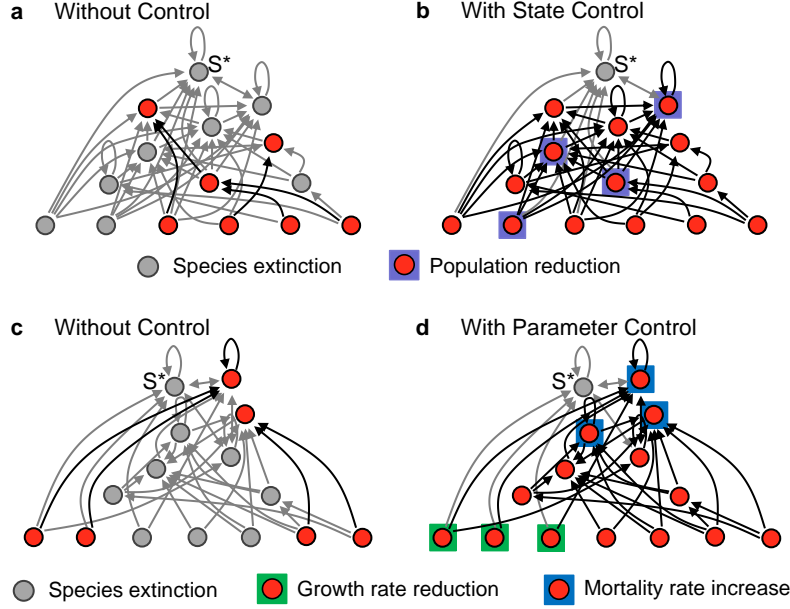 a Without Control
b With State Control
S*
S*
Species extinction
Population reduction
c Without Control
d With Parameter Control
S*
S*
Species extinction
Growth rate reduction
Mortality rate increase